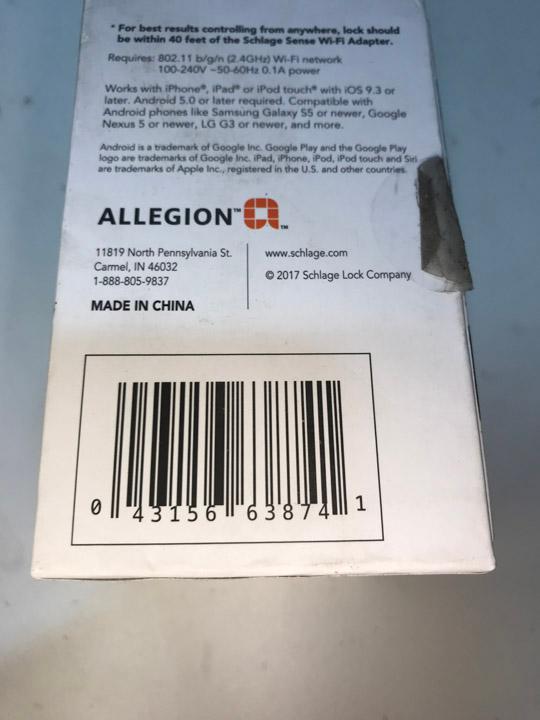 * For best results controlling from anywhere, lock should
be within 40 feet of the Schlage Sense Wi-Fi Adapter.
Requires: 802.11 b/g/n (2.4GHz) Wi-Fi network
100-240V ~50-60Hz 0.1A power
Works with iPhone®, iPad® or iPod touch® with iOS 9.3 or
later. Android 5.0 or later required. Compatible with
Android phones like Samsung Galaxy S5 or newer, Google
Nexus 5 or newer, LG G3 or newer, and more.
Android is a trademark of Google Inc. Google Play and the Google Play
logo are trademarks of Google Inc. iPad, iPhone, iPod, iPod touch and Siri
are trademarks of Apple Inc., registered in the U.S. and other countries.
ALLEGION™ ™
11819 North Pennsylvania St.
Carmel, IN 46032
1-888-805-9837
MADE IN CHINA
www.schlage.com
© 2017 Schlage Lock Company
0 43156 63874 1